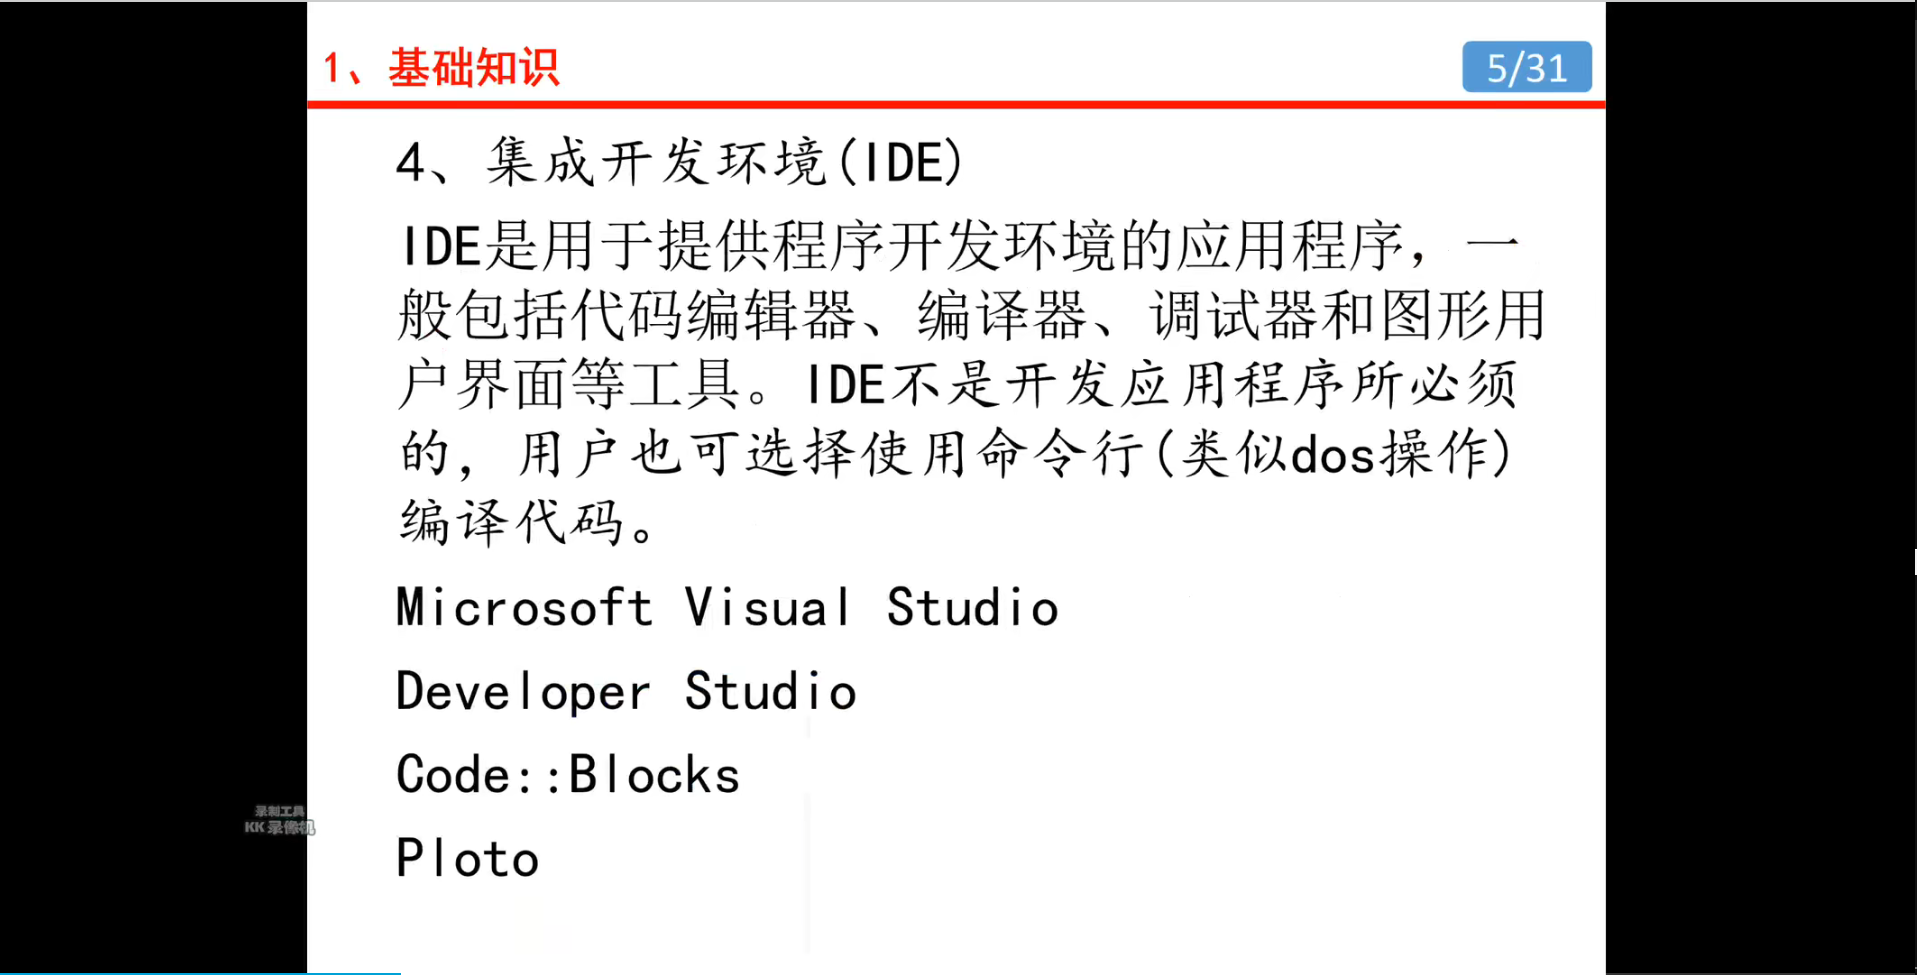 1、基础知识
5/31
4、集成开发环境(IDE)
IDE是用于提供程序开发环境的应用程序，一
般包括代码编辑器、编译器、调试器和图形用
户界面等工具。IDE不是开发应用程序所必须
的，用户也可选择使用命令行(类似dos操作)
编译代码。
Microsoft Visual Studio
Developer Studio
Code::Blocks
Ploto
录制工具
KK录像机